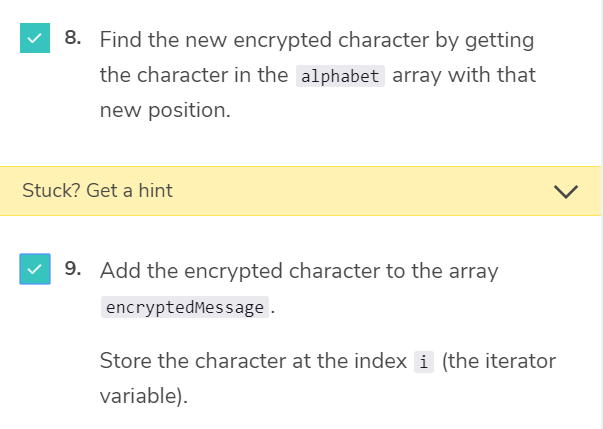 8. Find the new encrypted character by getting
the character in the alphabet array with that
new position.
Stuck? Get a hint
9. Add the encrypted character to the array
encryptedMessage.
Store the character at the index i (the iterator
variable).